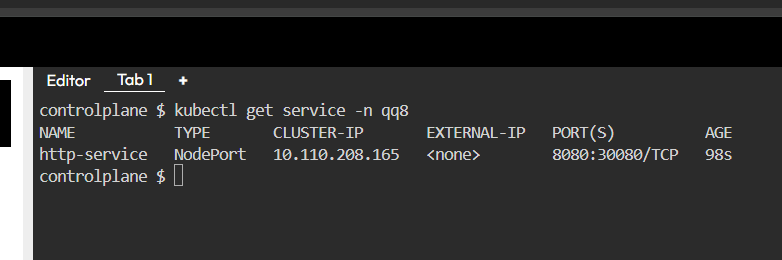 Editor Tab 1 +
controlplane $ kubectl get service -n qq8
NAME TYPE CLUSTER-IP EXTERNAL-IP PORT(S) AGE
http-service NodePort 10.110.208.165 <none> 8080:30080/TCP 98s
controlplane $